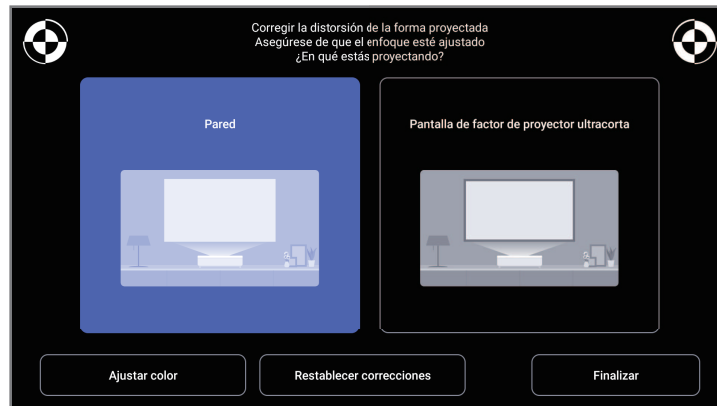 Corregir la distorsión de la forma proyectada
Asegúrese de que el enfoque esté ajustado
¿En qué estás proyectando?
Pared
Pantalla de factor de proyector ultracorta
Ajustar color
Restablecer correcciones
Finalizar